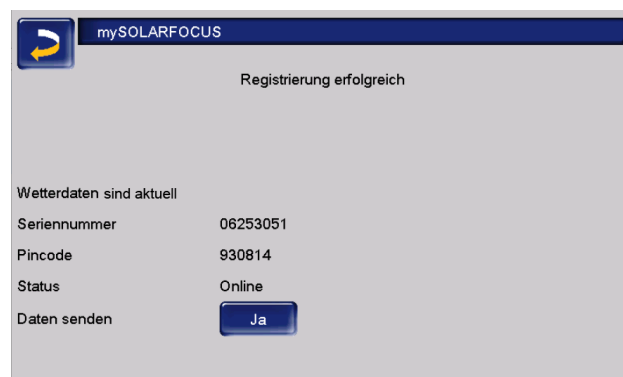 mySOLARFOCUS
Registrierung erfolgreich
Wetterdaten sind aktuell
Seriennummer 06253051
Pincode 930814
Status Online
Daten senden Ja